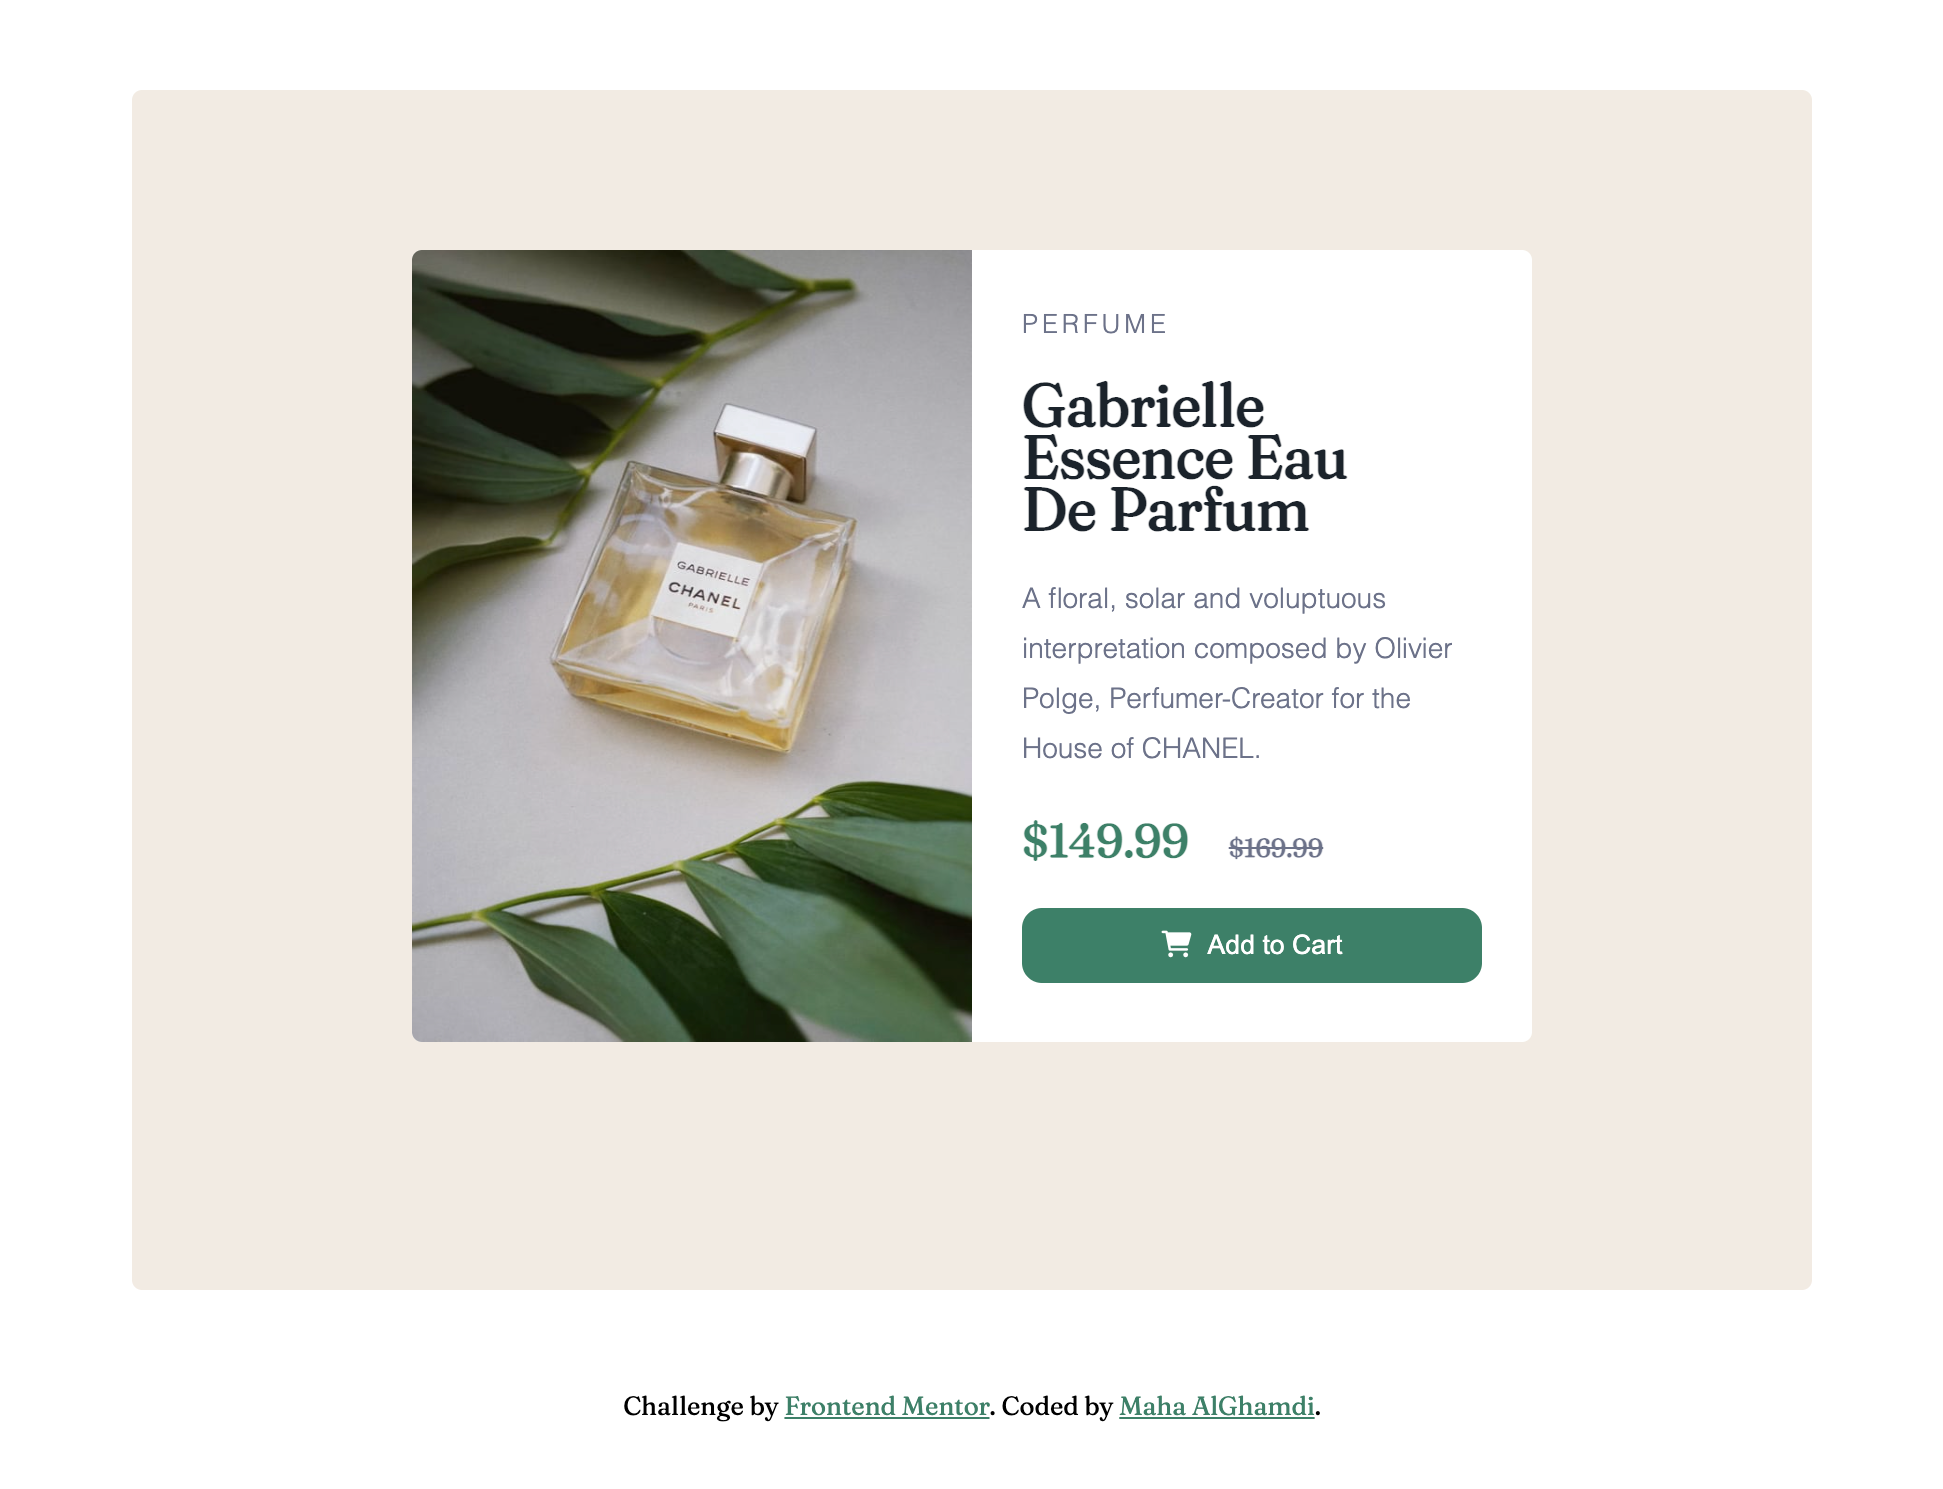 GABRIELLE
CHANEL
PARIS
PERFUME
Gabrielle
Essence Eau
De Parfum
A floral, solar and voluptuous
interpretation composed by Olivier
Polge, Perfumer-Creator for the
House of CHANEL.
$149.99 $169.99
Add to Cart
Challenge by Frontend Mentor. Coded by Maha AlGhamdi.